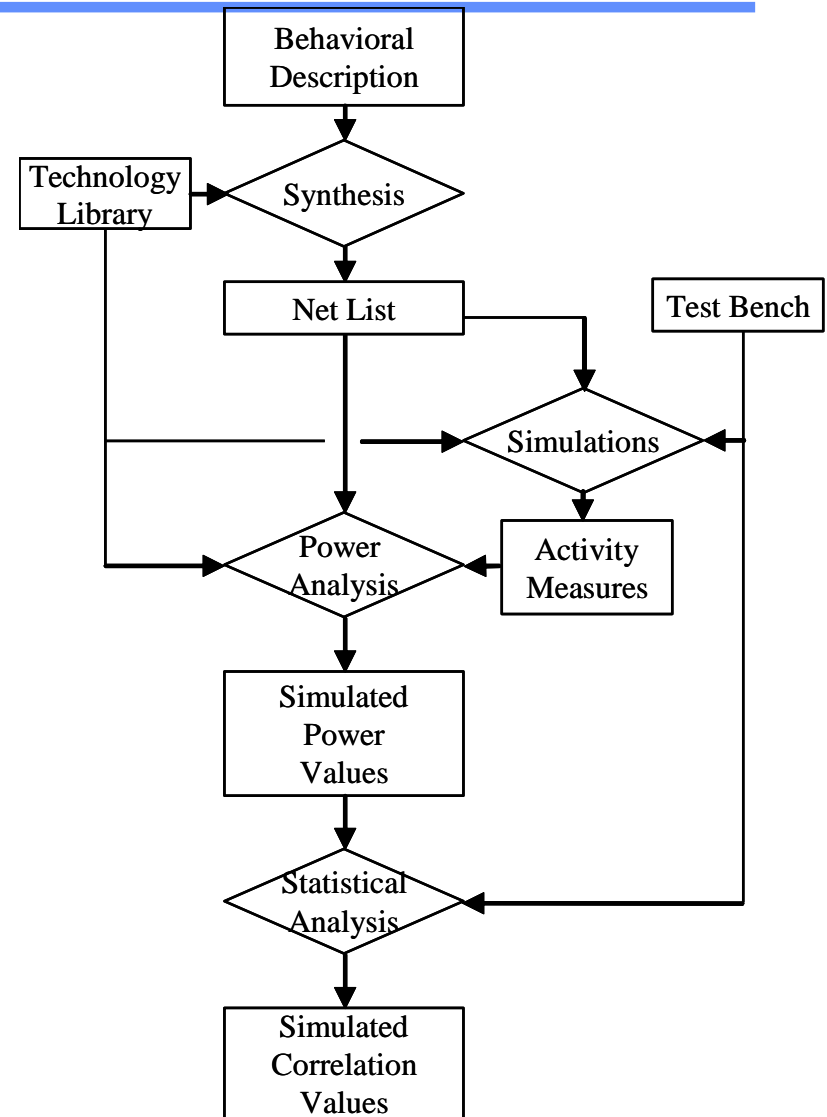 Behavioral
Description
Technology
Library
Synthesis
Net List
Test Bench
Simulations
Power
Analysis
Activity
Measures
Simulated
Power
Values
Statistical
Analysis
Simulated
Correlation
Values